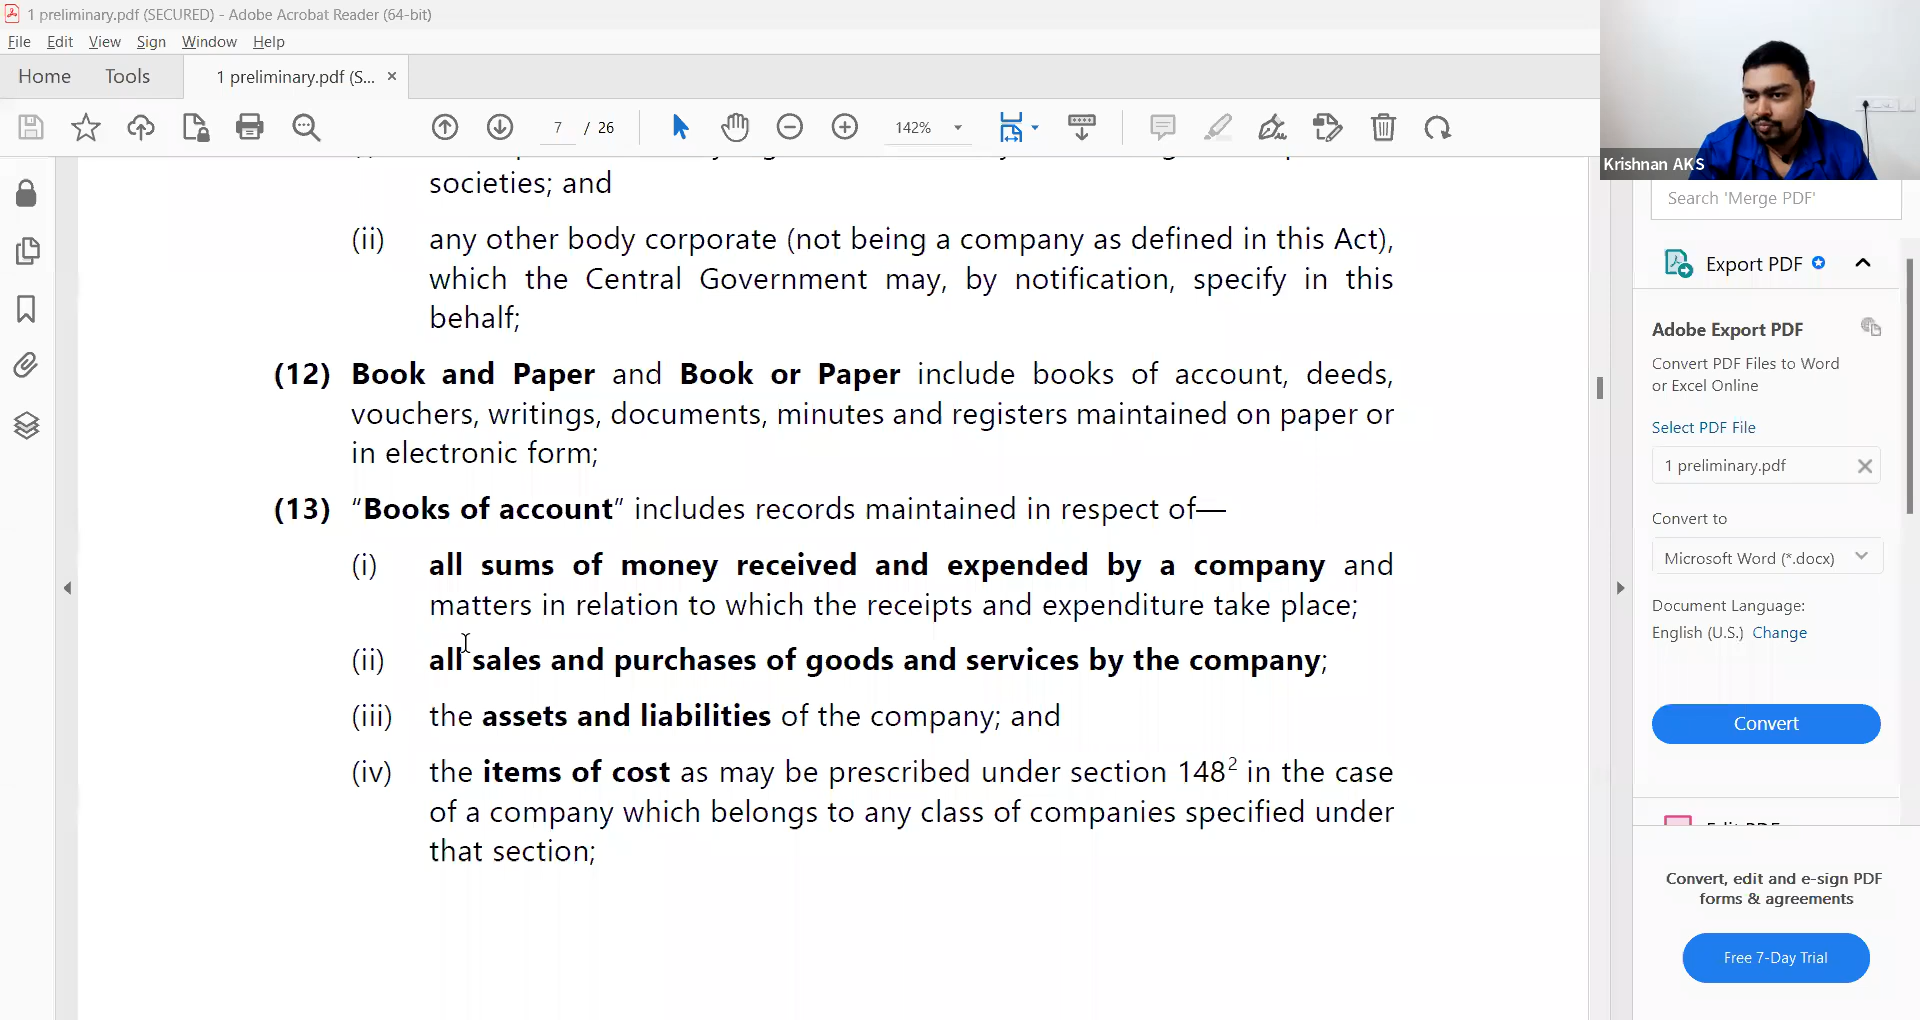 1 preliminary.pdf (SECURED) - Adobe Acrobat Reader (64-bit)
File Edit View Sign Window Help
Home Tools 1 preliminary.pdf (S... ×
7 / 26 142%
Krishnan AKS
societies; and
(ii) any other body corporate (not being a company as defined in this Act),
which the Central Government may, by notification, specify in this
behalf;
(12) Book and Paper and Book or Paper include books of account, deeds,
vouchers, writings, documents, minutes and registers maintained on paper or
in electronic form;
(13) “Books of account” includes records maintained in respect of—
(i) all sums of money received and expended by a company and
matters in relation to which the receipts and expenditure take place;
(ii) all sales and purchases of goods and services by the company;
(iii) the assets and liabilities of the company; and
(iv) the items of cost as may be prescribed under section 148² in the case
of a company which belongs to any class of companies specified under
that section;
Search 'Merge PDF'
Export PDF
Adobe Export PDF
Convert PDF Files to Word
or Excel Online
Select PDF File
1 preliminary.pdf
Convert to
Microsoft Word (*.docx)
Document Language:
English (U.S.) Change
Convert
Convert, edit and e-sign PDF
forms & agreements
Free 7-Day Trial